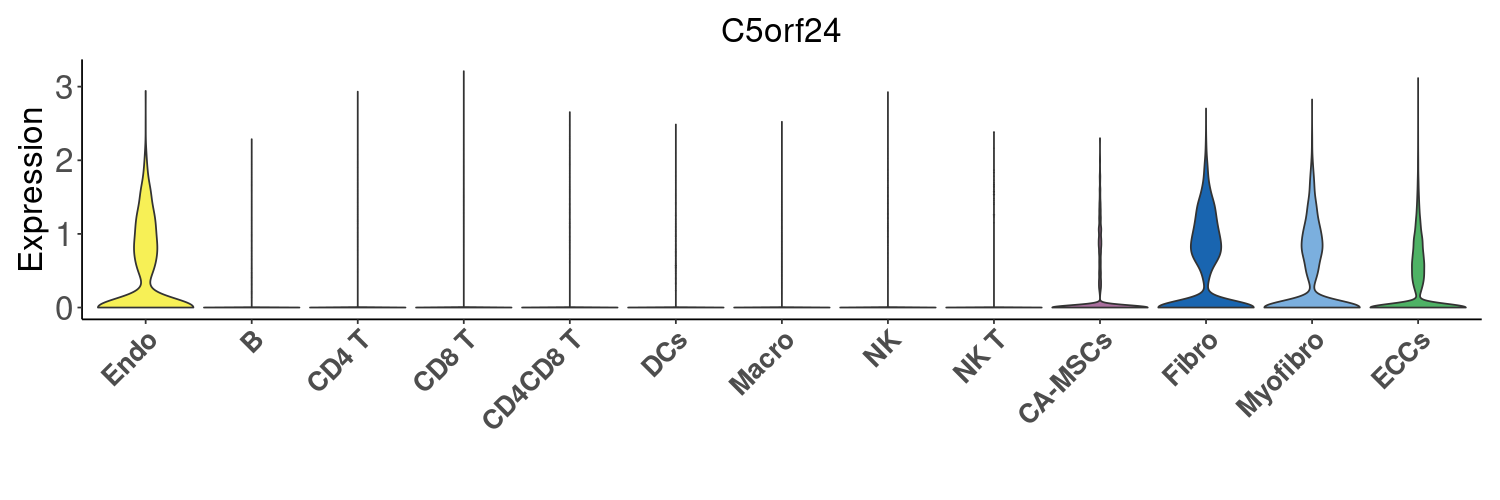 C5orf24
Expression
3
2
1
0
Endo
B
CD4 T
CD8 T
CD4CD8 T
DCs
Macro
NK
NK T
CA-MSCs
Fibro
Myofibro
ECCs